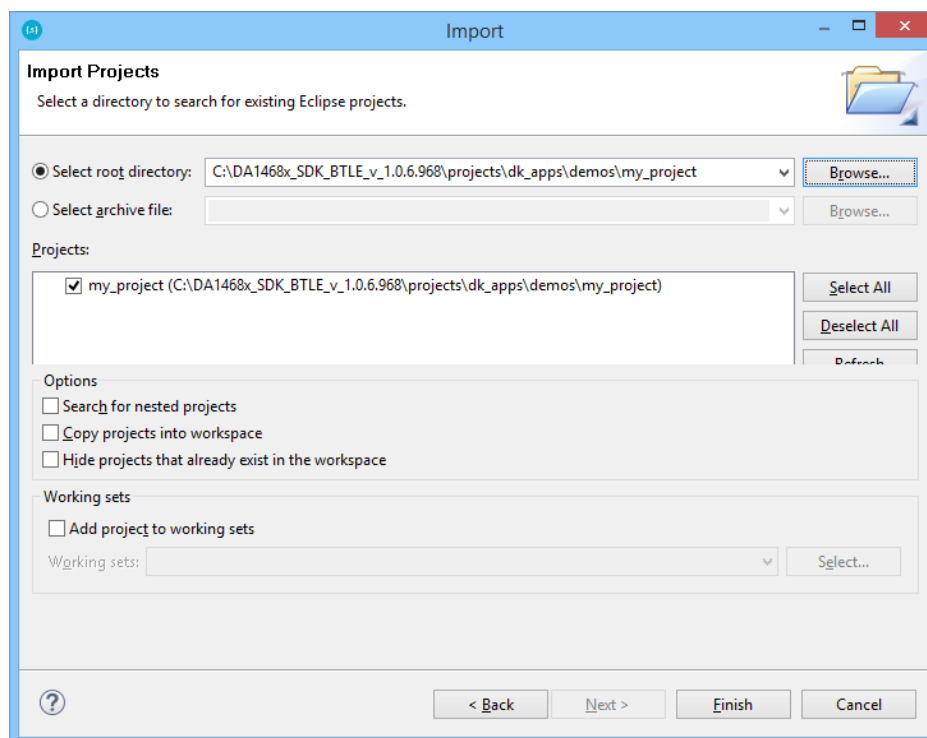 Import
Import Projects
Select a directory to search for existing Eclipse projects.
Select root directory: C:\DA1468x_SDK_BTLE_v_1.0.6.968\projects\dk_apps\demos\my_project Browse...
Select archive file: Browse...
Projects:
my_project (C:\DA1468x_SDK_BTLE_v_1.0.6.968\projects\dk_apps\demos\my_project) Select All
Deselect All
Refresh
Options
Search for nested projects
Copy projects into workspace
Hide projects that already exist in the workspace
Working sets
Add project to working sets
Working sets: Select...
? < Back Next > Finish Cancel